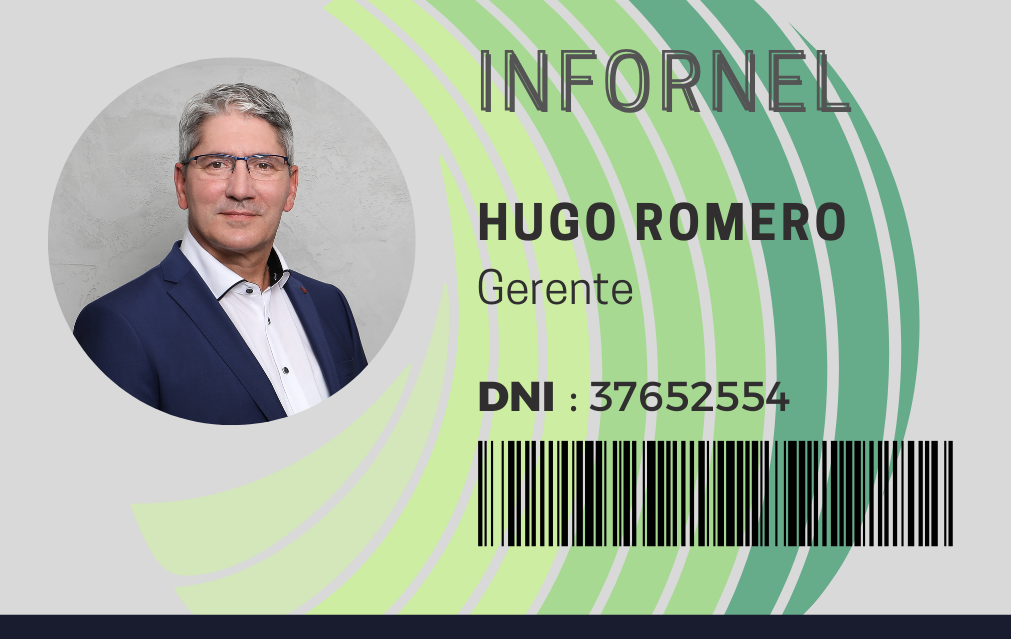 INFORNEL
HUGO ROMERO
Gerente
DNI : 37652554